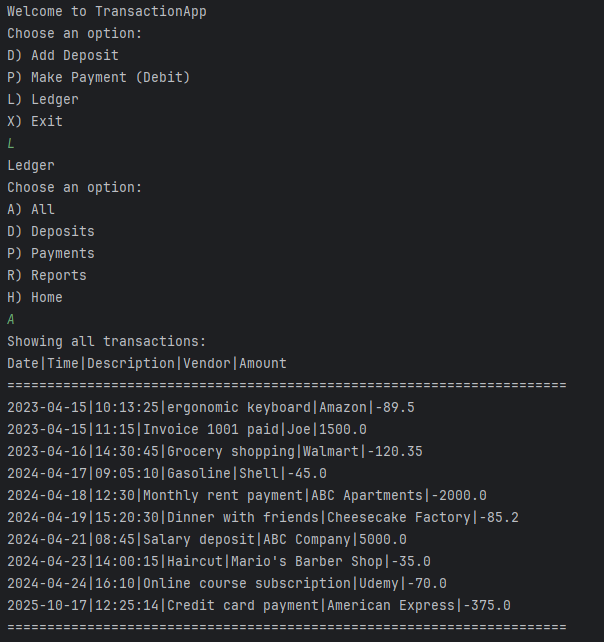 Welcome to TransactionApp
Choose an option:
D) Add Deposit
P) Make Payment (Debit)
L) Ledger
X) Exit
L
Ledger
Choose an option:
A) All
D) Deposits
P) Payments
R) Reports
H) Home
A
Showing all transactions:
Date|Time|Description|Vendor|Amount
======================================================================
2023-04-15|10:13:25|ergonomic keyboard|Amazon|-89.5
2023-04-15|11:15|Invoice 1001 paid|Joe|1500.0
2023-04-16|14:30:45|Grocery shopping|Walmart|-120.35
2024-04-17|09:05:10|Gasoline|Shell|-45.0
2024-04-18|12:30|Monthly rent payment|ABC Apartments|-2000.0
2024-04-19|15:20:30|Dinner with friends|Cheesecake Factory|-85.2
2024-04-21|08:45|Salary deposit|ABC Company|5000.0
2024-04-23|14:00:15|Haircut|Mario's Barber Shop|-35.0
2024-04-24|16:10|Online course subscription|Udemy|-70.0
2025-10-17|12:25:14|Credit card payment|American Express|-375.0
======================================================================